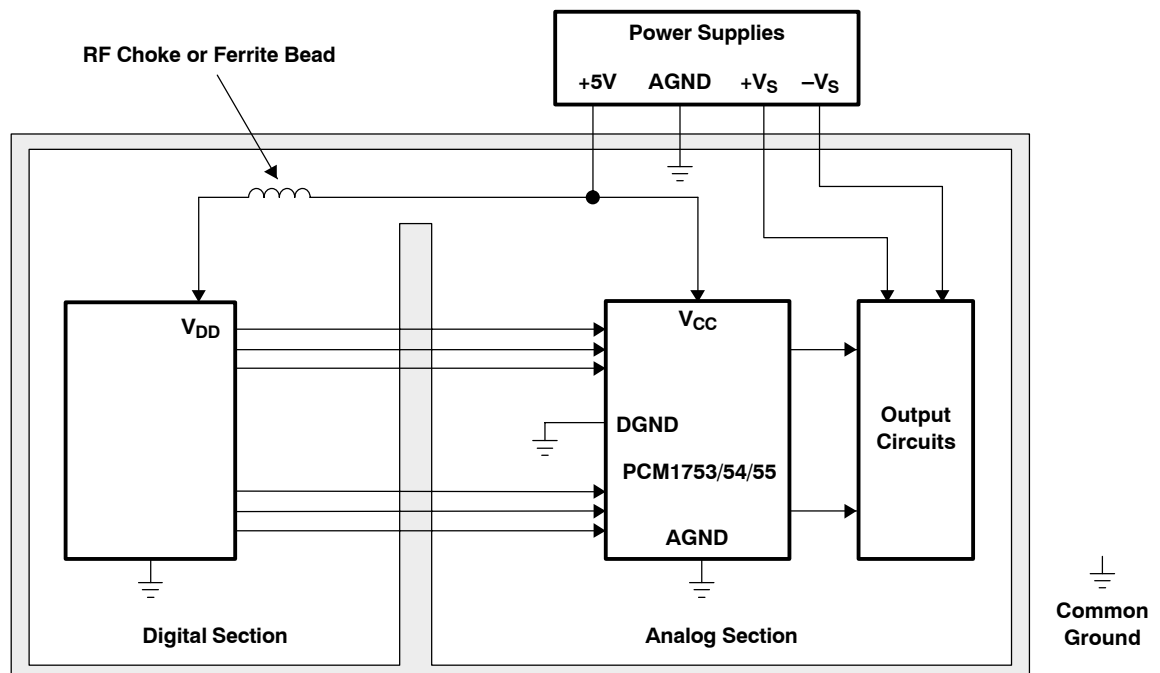 Power Supplies
RF Choke or Ferrite Bead
+5V AGND +VS –VS
VDD
VCC
DGND
Output
Circuits
PCM1753/54/55
AGND
Common
Ground
Digital Section
Analog Section